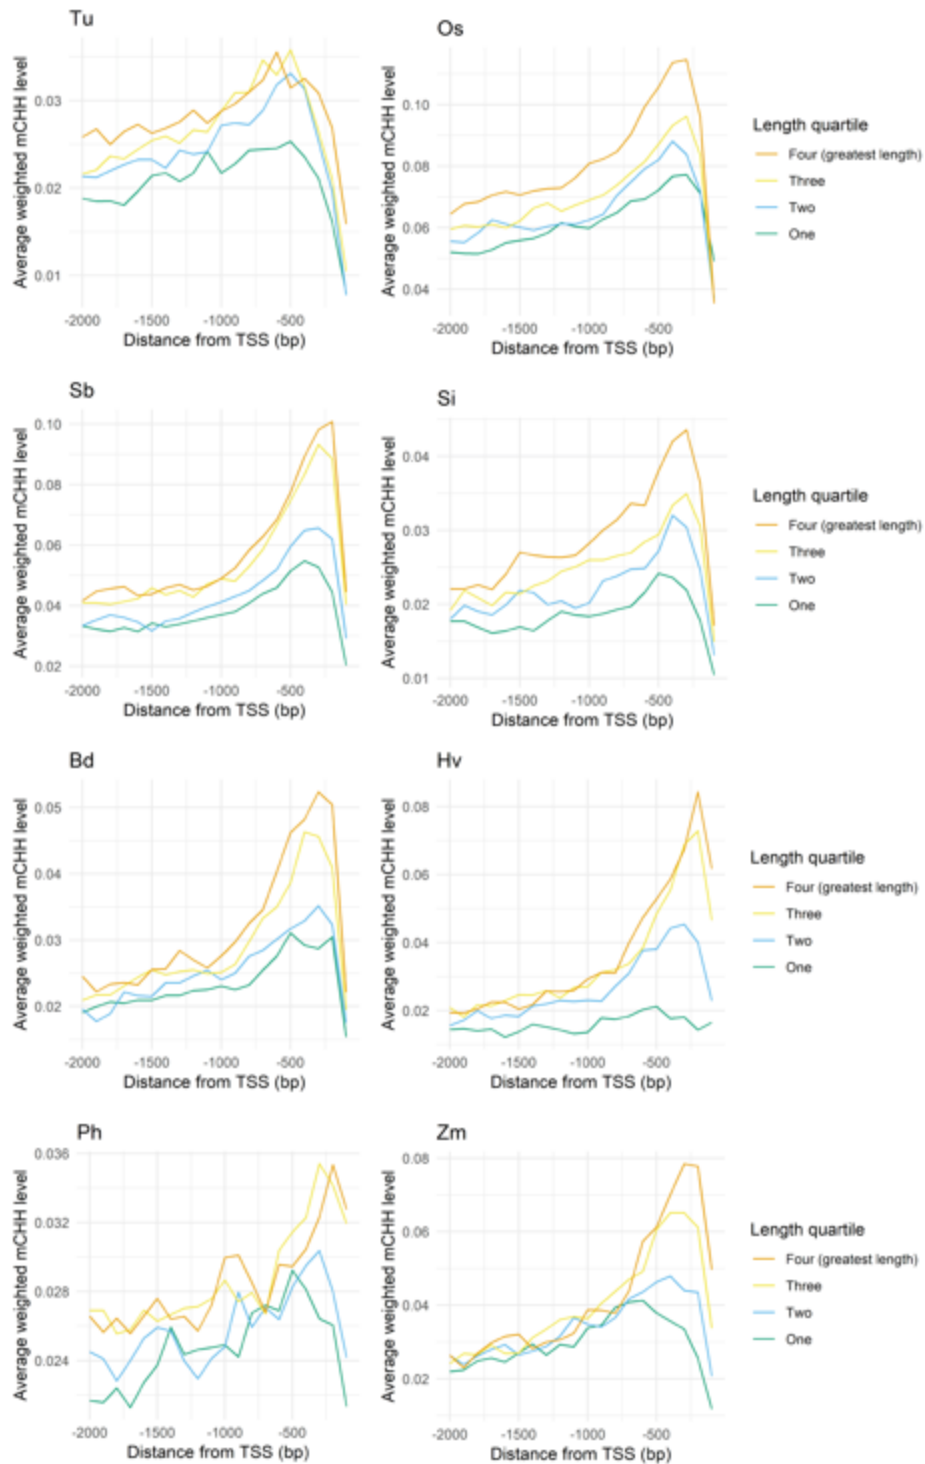 Tu
Average weighted mCHH level
0.03
0.02
0.01
-2000 -1500 -1000 -500
Distance from TSS (bp)
Os
Average weighted mCHH level
0.10
0.08
0.06
0.04
-2000 -1500 -1000 -500
Distance from TSS (bp)
Length quartile
Four (greatest length)
Three
Two
One
Sb
Average weighted mCHH level
0.10
0.08
0.06
0.04
0.02
-2000 -1500 -1000 -500
Distance from TSS (bp)
Si
Average weighted mCHH level
0.04
0.03
0.02
0.01
-2000 -1500 -1000 -500
Distance from TSS (bp)
Length quartile
Four (greatest length)
Three
Two
One
Bd
Average weighted mCHH level
0.05
0.04
0.03
0.02
-2000 -1500 -1000 -500
Distance from TSS (bp)
Hv
Average weighted mCHH level
0.08
0.06
0.04
0.02
-2000 -1500 -1000 -500
Distance from TSS (bp)
Length quartile
Four (greatest length)
Three
Two
One
Ph
Average weighted mCHH level
0.036
0.032
0.028
0.024
-2000 -1500 -1000 -500
Distance from TSS (bp)
Zm
Average weighted mCHH level
0.08
0.06
0.04
0.02
-2000 -1500 -1000 -500
Distance from TSS (bp)
Length quartile
Four (greatest length)
Three
Two
One